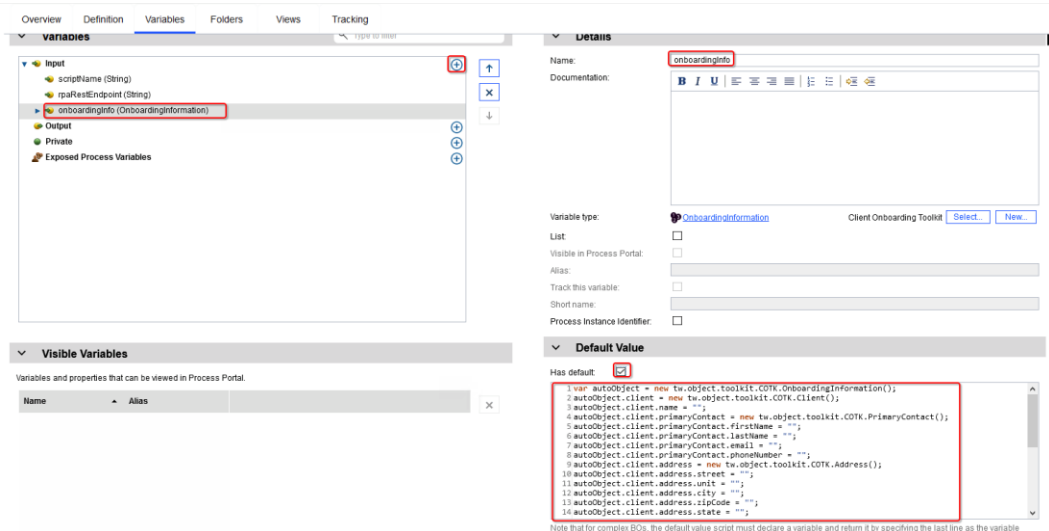 Overview Definition Variables Folders Views Tracking
Variables
Type to filter
Input
scriptName (String)
rpaRestEndpoint (String)
onboardingInfo (OnboardingInformation)
Output
Private
Exposed Process Variables
Visible Variables
Variables and properties that can be viewed in Process Portal.
Name Alias
Details
Name: onboardingInfo
Documentation:
B I U
Variable type: OnboardingInformation Client Onboarding Toolkit Select... New...
List:
Visible in Process Portal:
Alias:
Track this variable:
Short name:
Process Instance Identifier:
Default Value
Has default:
1 var autoObject = new tw.object.toolkit.COTK.OnboardingInformation();
2 autoObject.client = new tw.object.toolkit.COTK.Client();
3 autoObject.client.name = "";
4 autoObject.client.primaryContact = new tw.object.toolkit.COTK.PrimaryContact();
5 autoObject.client.primaryContact.firstName = "";
6 autoObject.client.primaryContact.lastName = "";
7 autoObject.client.primaryContact.email = "";
8 autoObject.client.primaryContact.phoneNumber = "";
9 autoObject.client.address = new tw.object.toolkit.COTK.Address();
10 autoObject.client.address.street = "";
11 autoObject.client.address.unit = "";
12 autoObject.client.address.city = "";
13 autoObject.client.address.zipCode = "";
14 autoObject.client.address.state = "";
Note that for complex BOs, the default value script must declare a variable and return it by specifying the last line as the variable